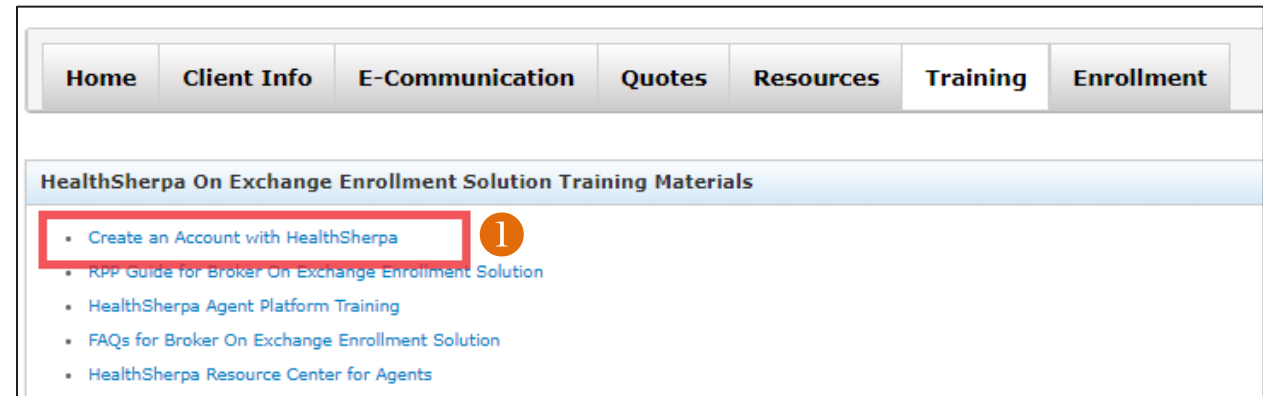 Home Client Info E-Communication Quotes Resources Training Enrollment
HealthSherpa On Exchange Enrollment Solution Training Materials
• Create an Account with HealthSherpa
1
• RPP Guide for Broker On Exchange Enrollment Solution
• HealthSherpa Agent Platform Training
• FAQs for Broker On Exchange Enrollment Solution
• HealthSherpa Resource Center for Agents